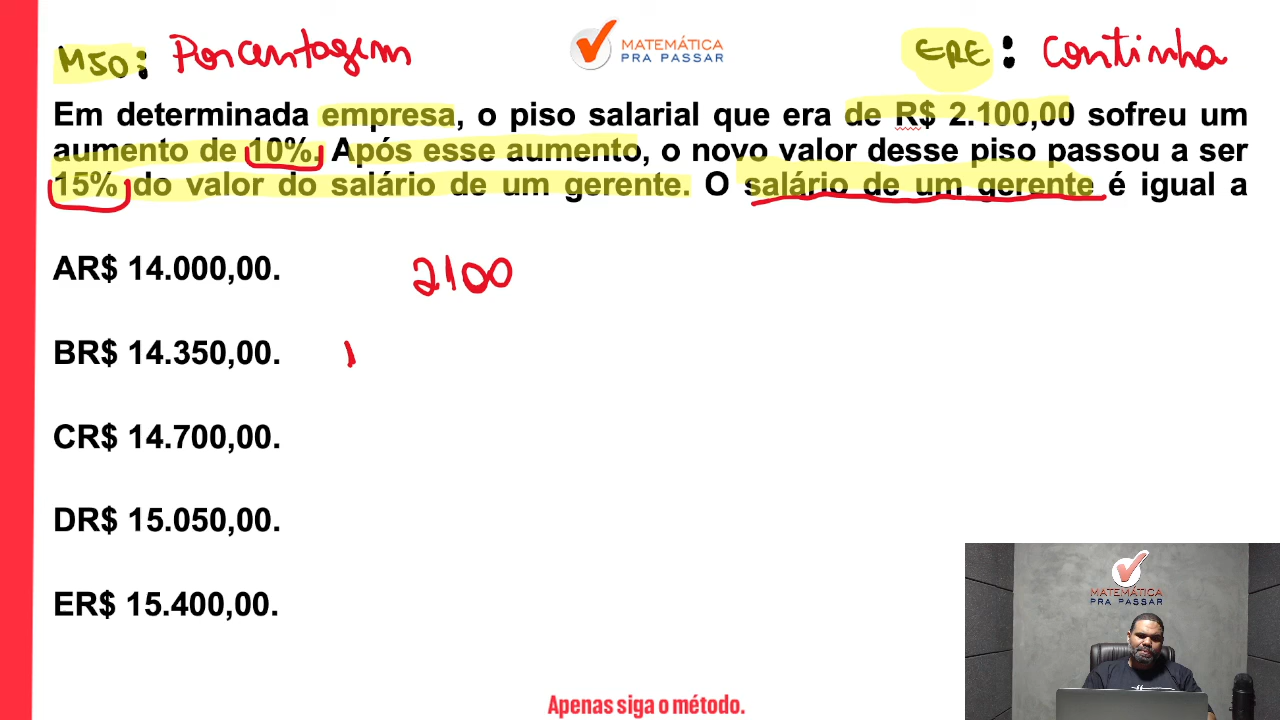 M50: Porcentagem
MATEMÁTICA
PRA PASSAR
ERE: Continha
Em determinada empresa, o piso salarial que era de R$ 2.100,00 sofreu um
aumento de 10%. Após esse aumento, o novo valor desse piso passou a ser
15% do valor do salário de um gerente. O salário de um gerente é igual a
AR$ 14.000,00.
2100
BR$ 14.350,00.
CR$ 14.700,00.
DR$ 15.050,00.
ER$ 15.400,00.
MATEMÁTICA
PRA PASSAR
Apenas siga o método.